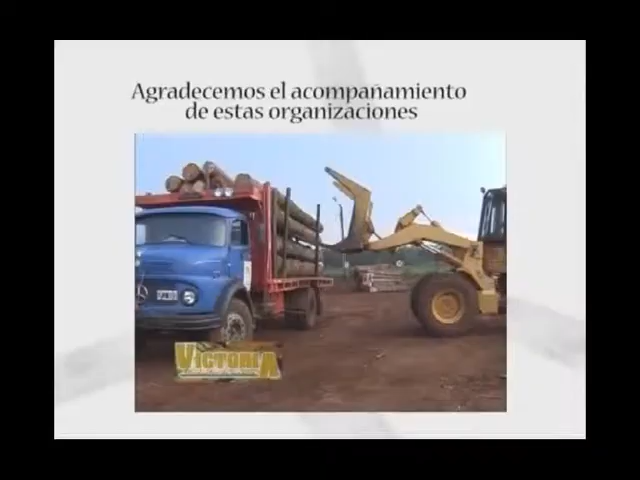 Agradecemos el acompañamiento
de estas organizaciones
VICTORIA